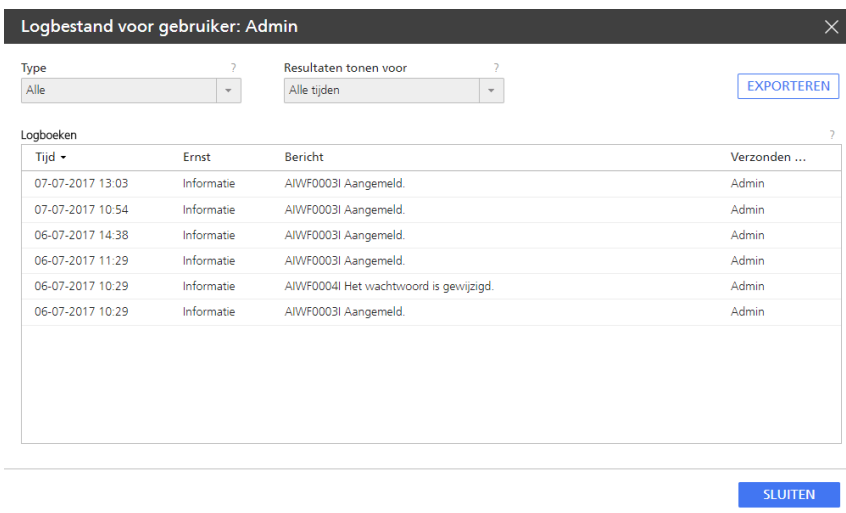 Logbestand voor gebruiker: Admin
Type ? Resultaten tonen voor ?
Alle Alle tijden EXPORTEREN
Logboeken ?
Tijd Ernst Bericht Verzonden ...
07-07-2017 13:03 Informatie AIWF0003I Aangemeld. Admin
07-07-2017 10:54 Informatie AIWF0003I Aangemeld. Admin
06-07-2017 14:38 Informatie AIWF0003I Aangemeld. Admin
06-07-2017 11:29 Informatie AIWF0003I Aangemeld. Admin
06-07-2017 10:29 Informatie AIWF0004I Het wachtwoord is gewijzigd. Admin
06-07-2017 10:29 Informatie AIWF0003I Aangemeld. Admin
SLUITEN